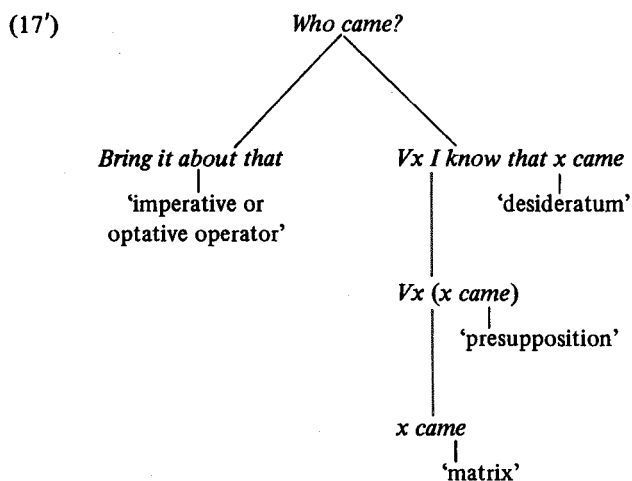 (17′) Who came?
Bring it about that Vx I know that x came
'imperative or optative operator' 'desideratum'
Vx (x came)
'presupposition'
x came
'matrix'